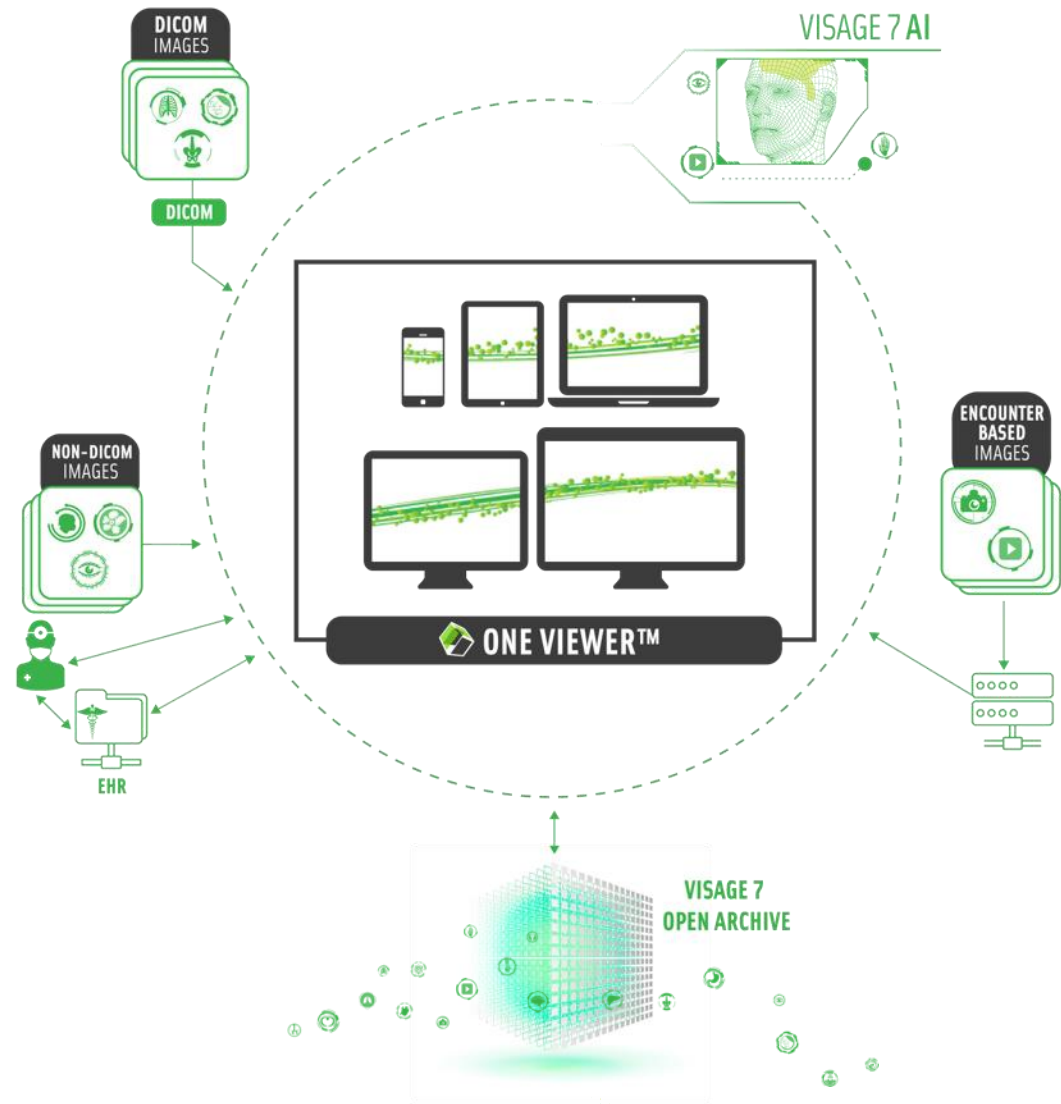 DICOM
IMAGES
DICOM
VISAGE 7 AI
NON-DICOM
IMAGES
ENCOUNTER
BASED
IMAGES
ONE VIEWER™
EHR
VISAGE 7
OPEN ARCHIVE